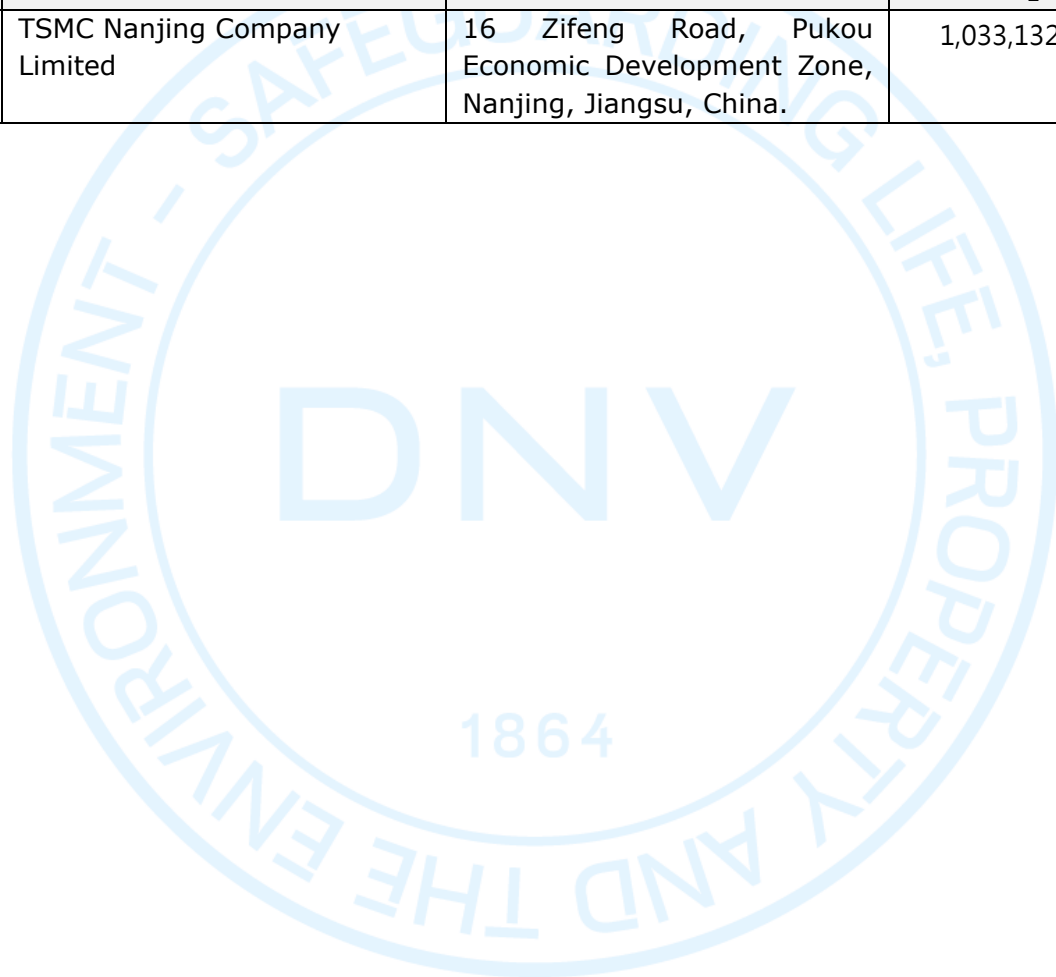 TSMC Nanjing Company
Limited
16 Zifeng Road, Pukou
Economic Development Zone,
Nanjing, Jiangsu, China.
1,033,132
SAFEGUARDING LIFE, PROPERTY AND THE ENVIRONMENT -
DNV
1864